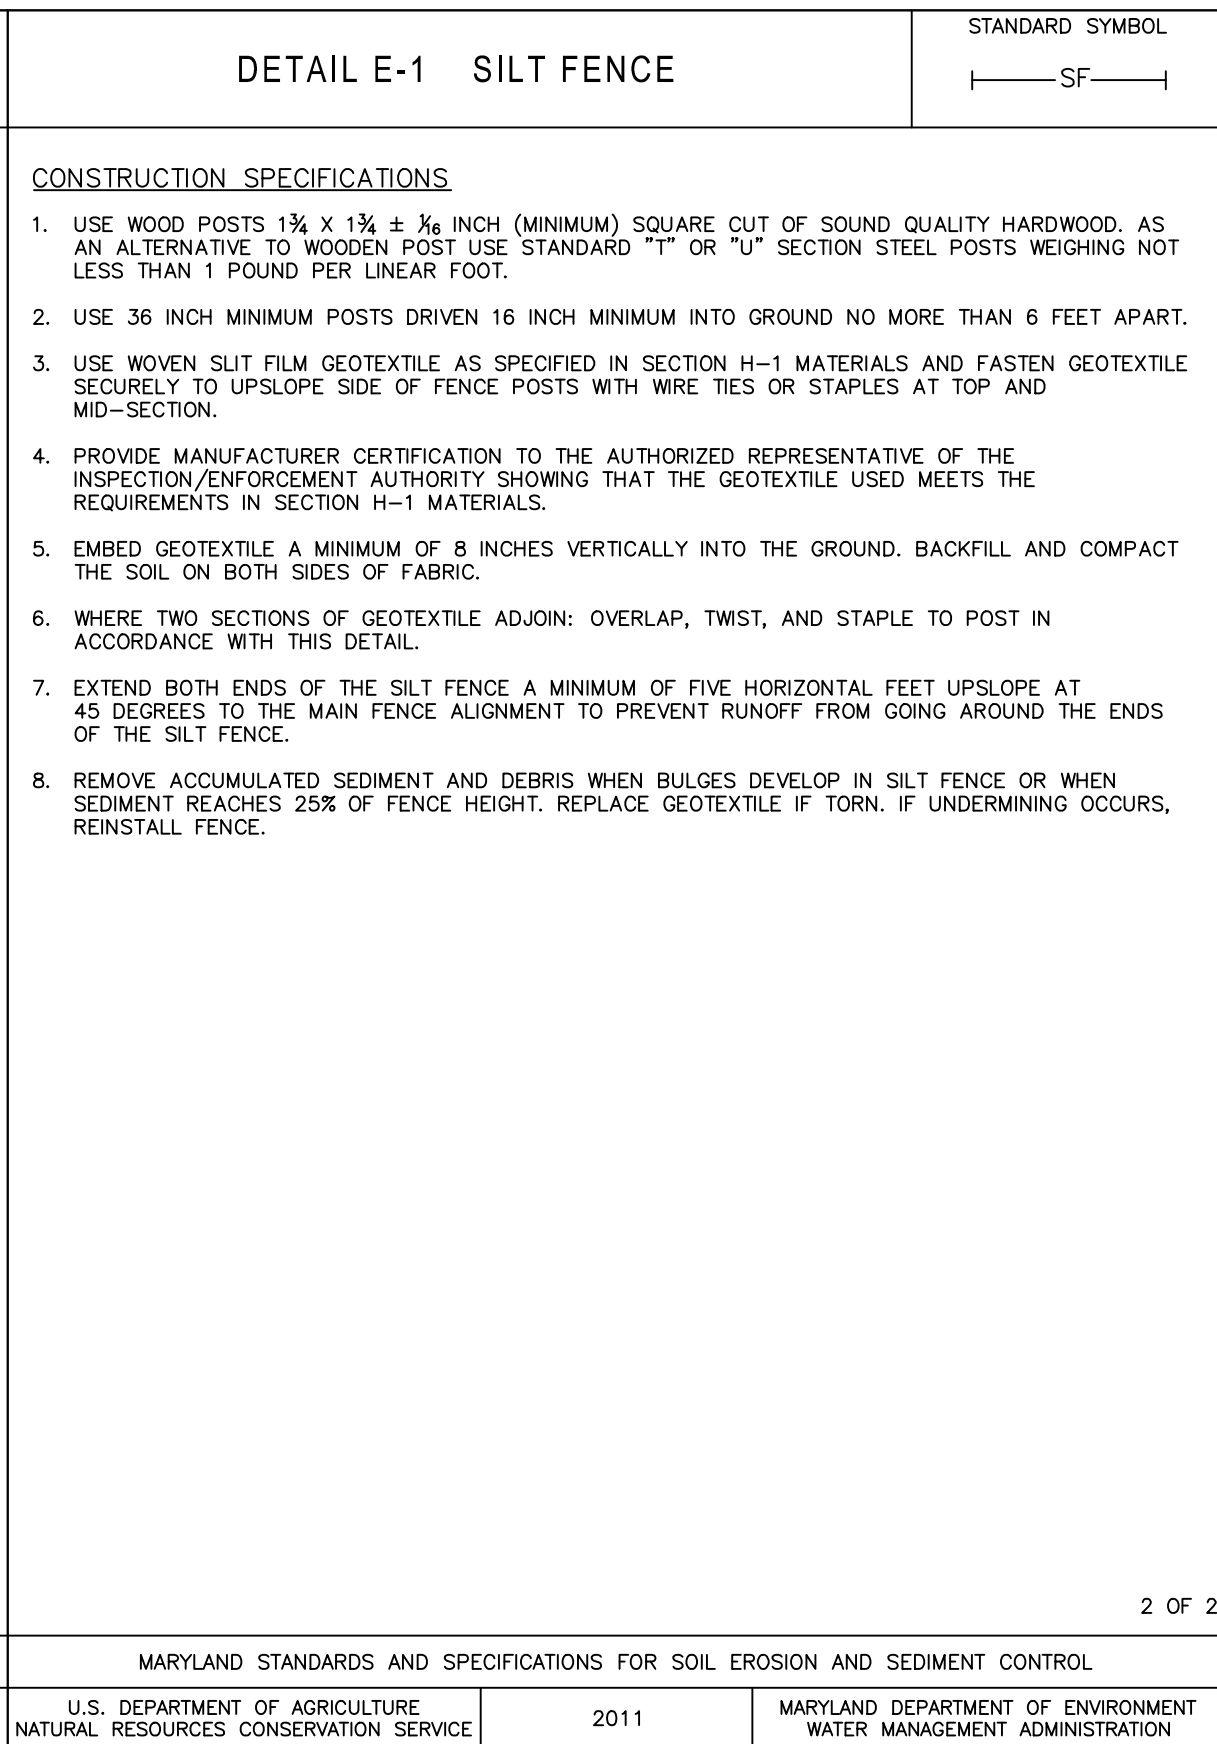 DETAIL E-1 SILT FENCE
STANDARD SYMBOL
SF
CONSTRUCTION SPECIFICATIONS
1. USE WOOD POSTS 1¾ X 1¾ ± 1⁄16 INCH (MINIMUM) SQUARE CUT OF SOUND QUALITY HARDWOOD. AS
AN ALTERNATIVE TO WOODEN POST USE STANDARD "T" OR "U" SECTION STEEL POSTS WEIGHING NOT
LESS THAN 1 POUND PER LINEAR FOOT.
2. USE 36 INCH MINIMUM POSTS DRIVEN 16 INCH MINIMUM INTO GROUND NO MORE THAN 6 FEET APART.
3. USE WOVEN SLIT FILM GEOTEXTILE AS SPECIFIED IN SECTION H-1 MATERIALS AND FASTEN GEOTEXTILE
SECURELY TO UPSLOPE SIDE OF FENCE POSTS WITH WIRE TIES OR STAPLES AT TOP AND
MID-SECTION.
4. PROVIDE MANUFACTURER CERTIFICATION TO THE AUTHORIZED REPRESENTATIVE OF THE
INSPECTION/ENFORCEMENT AUTHORITY SHOWING THAT THE GEOTEXTILE USED MEETS THE
REQUIREMENTS IN SECTION H-1 MATERIALS.
5. EMBED GEOTEXTILE A MINIMUM OF 8 INCHES VERTICALLY INTO THE GROUND. BACKFILL AND COMPACT
THE SOIL ON BOTH SIDES OF FABRIC.
6. WHERE TWO SECTIONS OF GEOTEXTILE ADJOIN: OVERLAP, TWIST, AND STAPLE TO POST IN
ACCORDANCE WITH THIS DETAIL.
7. EXTEND BOTH ENDS OF THE SILT FENCE A MINIMUM OF FIVE HORIZONTAL FEET UPSLOPE AT
45 DEGREES TO THE MAIN FENCE ALIGNMENT TO PREVENT RUNOFF FROM GOING AROUND THE ENDS
OF THE SILT FENCE.
8. REMOVE ACCUMULATED SEDIMENT AND DEBRIS WHEN BULGES DEVELOP IN SILT FENCE OR WHEN
SEDIMENT REACHES 25% OF FENCE HEIGHT. REPLACE GEOTEXTILE IF TORN. IF UNDERMINING OCCURS,
REINSTALL FENCE.
2 OF 2
MARYLAND STANDARDS AND SPECIFICATIONS FOR SOIL EROSION AND SEDIMENT CONTROL
U.S. DEPARTMENT OF AGRICULTURE
NATURAL RESOURCES CONSERVATION SERVICE
2011
MARYLAND DEPARTMENT OF ENVIRONMENT
WATER MANAGEMENT ADMINISTRATION